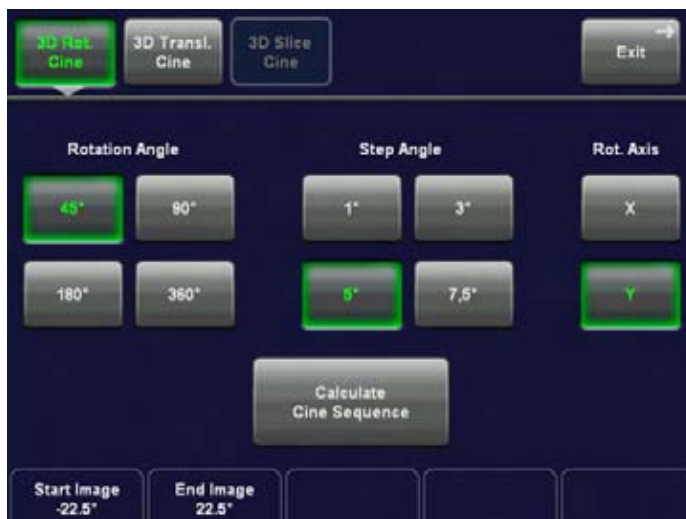 3D Rot.
Cine
3D Transl.
Cine
3D Slice
Cine
Exit
Rotation Angle
Step Angle
Rot. Axis
45°
90°
1°
3°
X
180°
360°
5°
7,5°
Y
Calculate
Cine Sequence
Start Image
-22.5°
End Image
22.5°